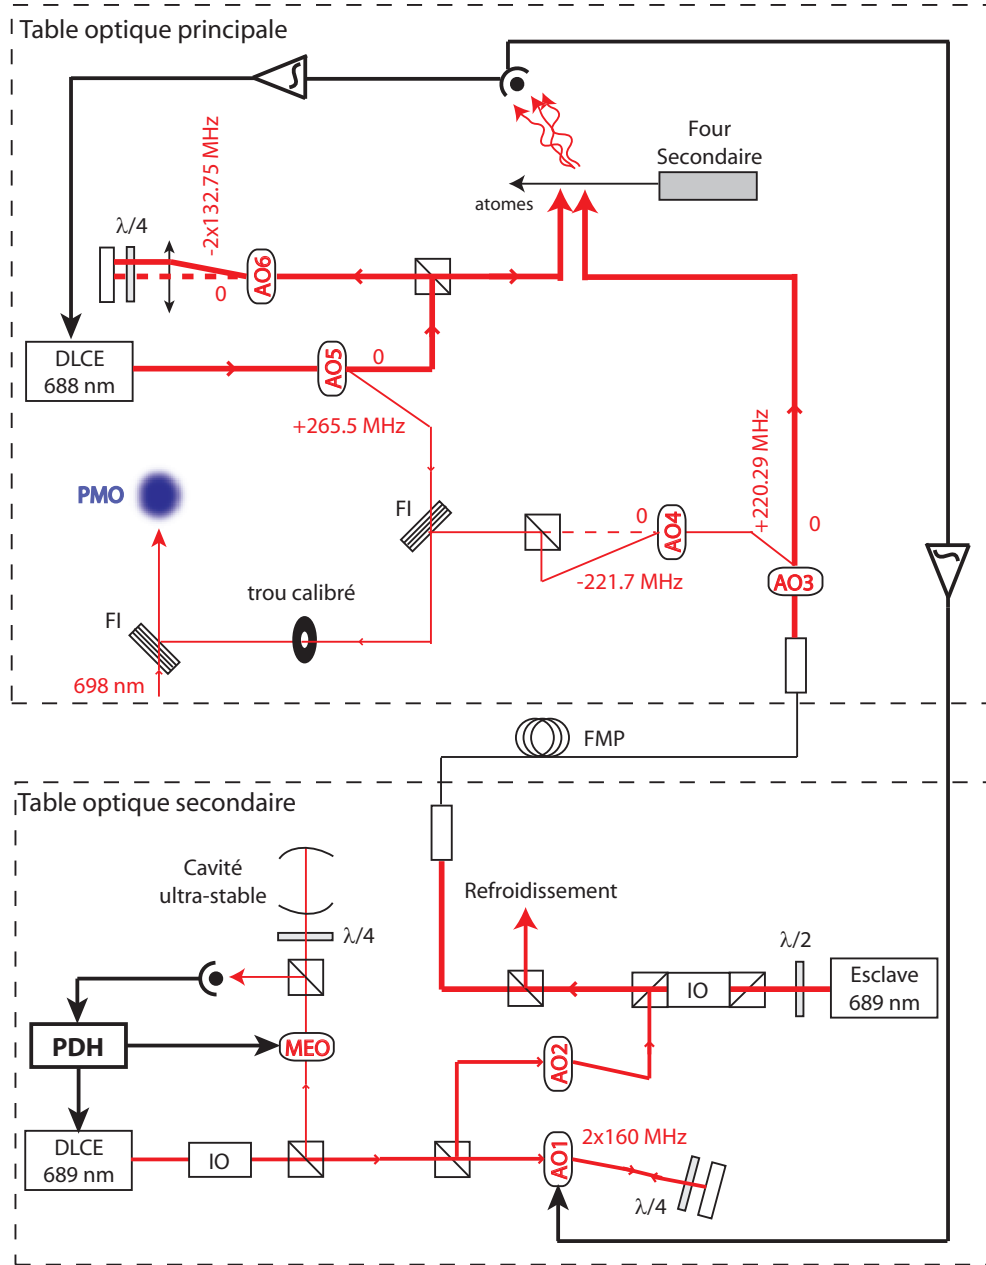 Table optique principale
Four
Secondaire
atomes
-2x132.75 MHz
λ/4
0
AO6
DLCE
688 nm
AO5
0
+265.5 MHz
+220.29 MHz
PMO
FI
0
AO4
0
-221.7 MHz
AO3
trou calibré
FI
698 nm
FMP
Table optique secondaire
Cavité
ultra-stable
Refroidissement
λ/4
λ/2
IO
Esclave
689 nm
PDH
MEO
AO2
DLCE
689 nm
IO
AO1
2x160 MHz
λ/4